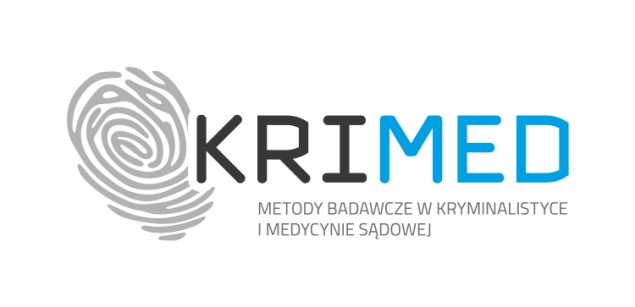 KRIMED
METODY BADAWCZE W KRYMINALISTYCE
I MEDYCYNIE SĄDOWEJ